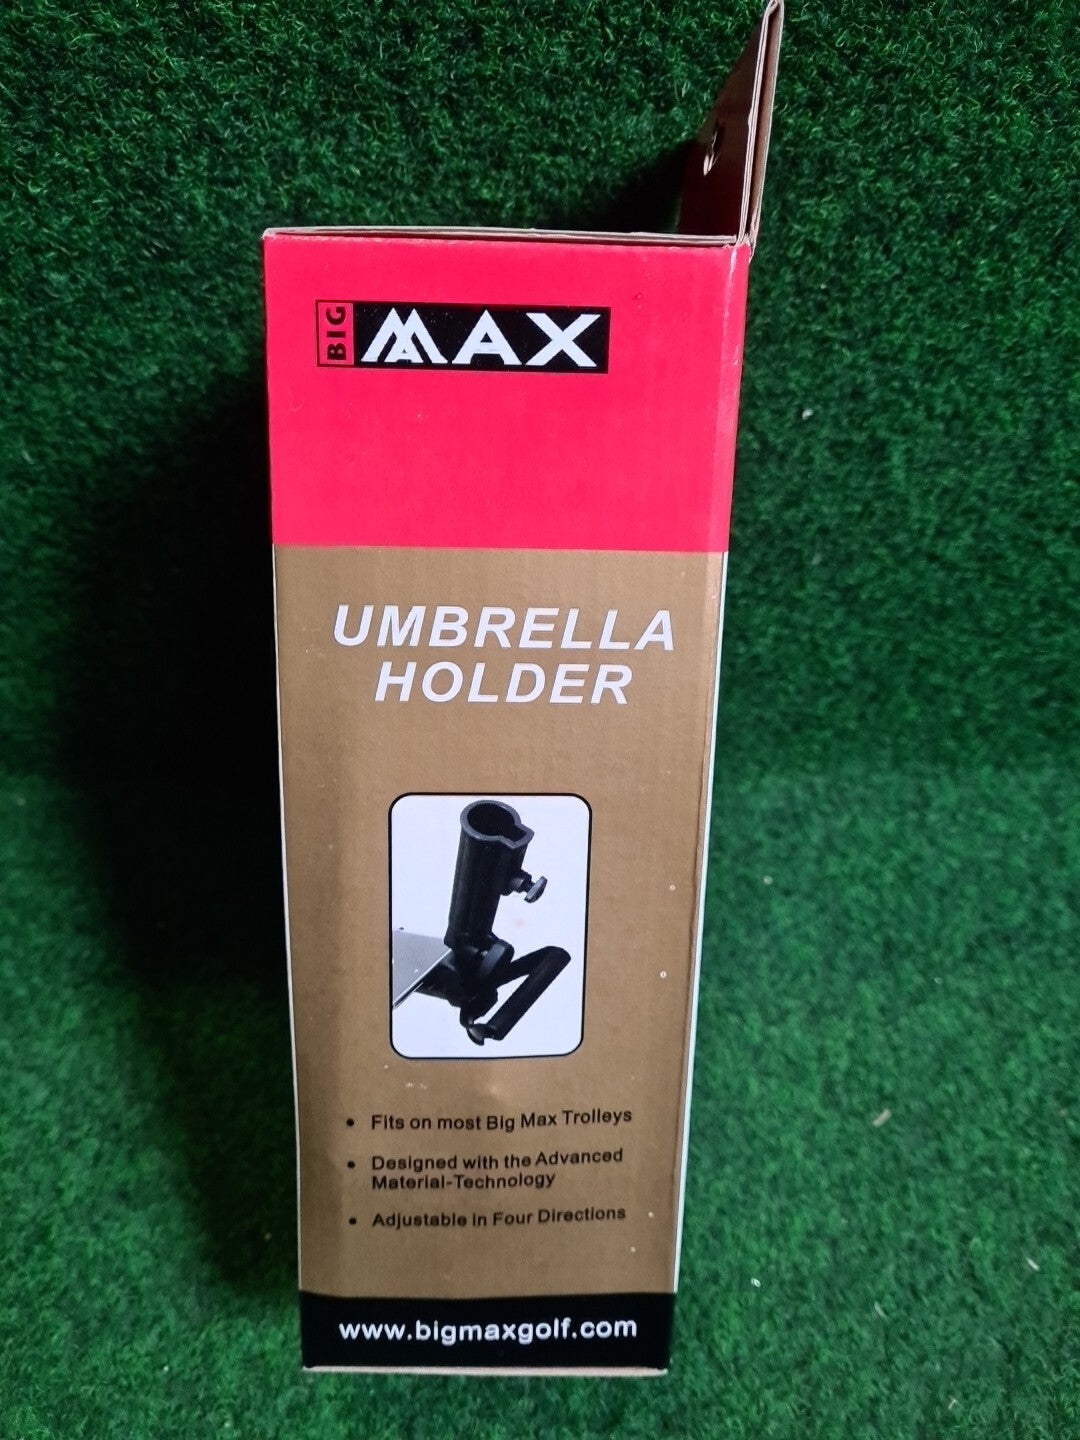 BIG MAX
UMBRELLA
HOLDER
• Fits on most Big Max Trolleys
• Designed with the Advanced
Material-Technology
• Adjustable in Four Directions
www.bigmaxgolf.com